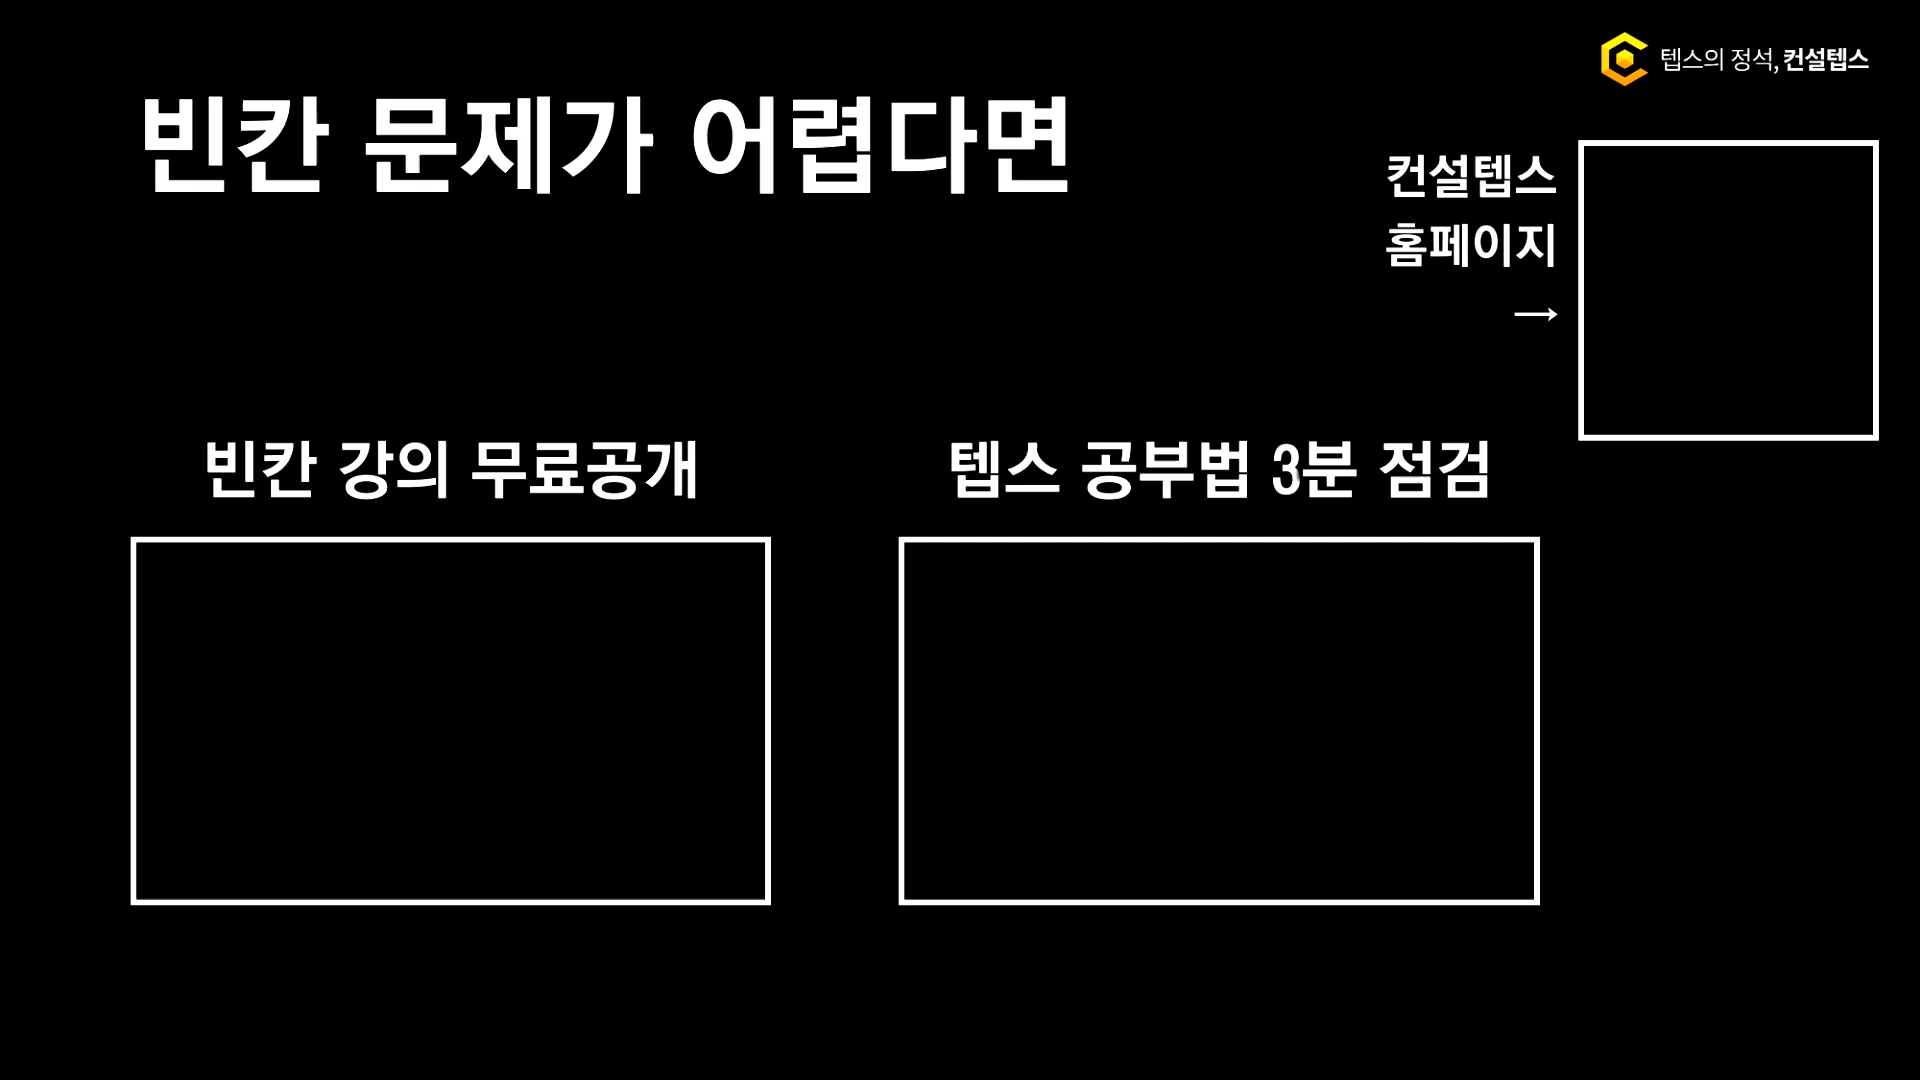 텝스의 정석, 컨설텝스
빈칸 문제가 어렵다면
컨설텝스
홈페이지
→
빈칸 강의 무료공개
텝스 공부법 3분 점검